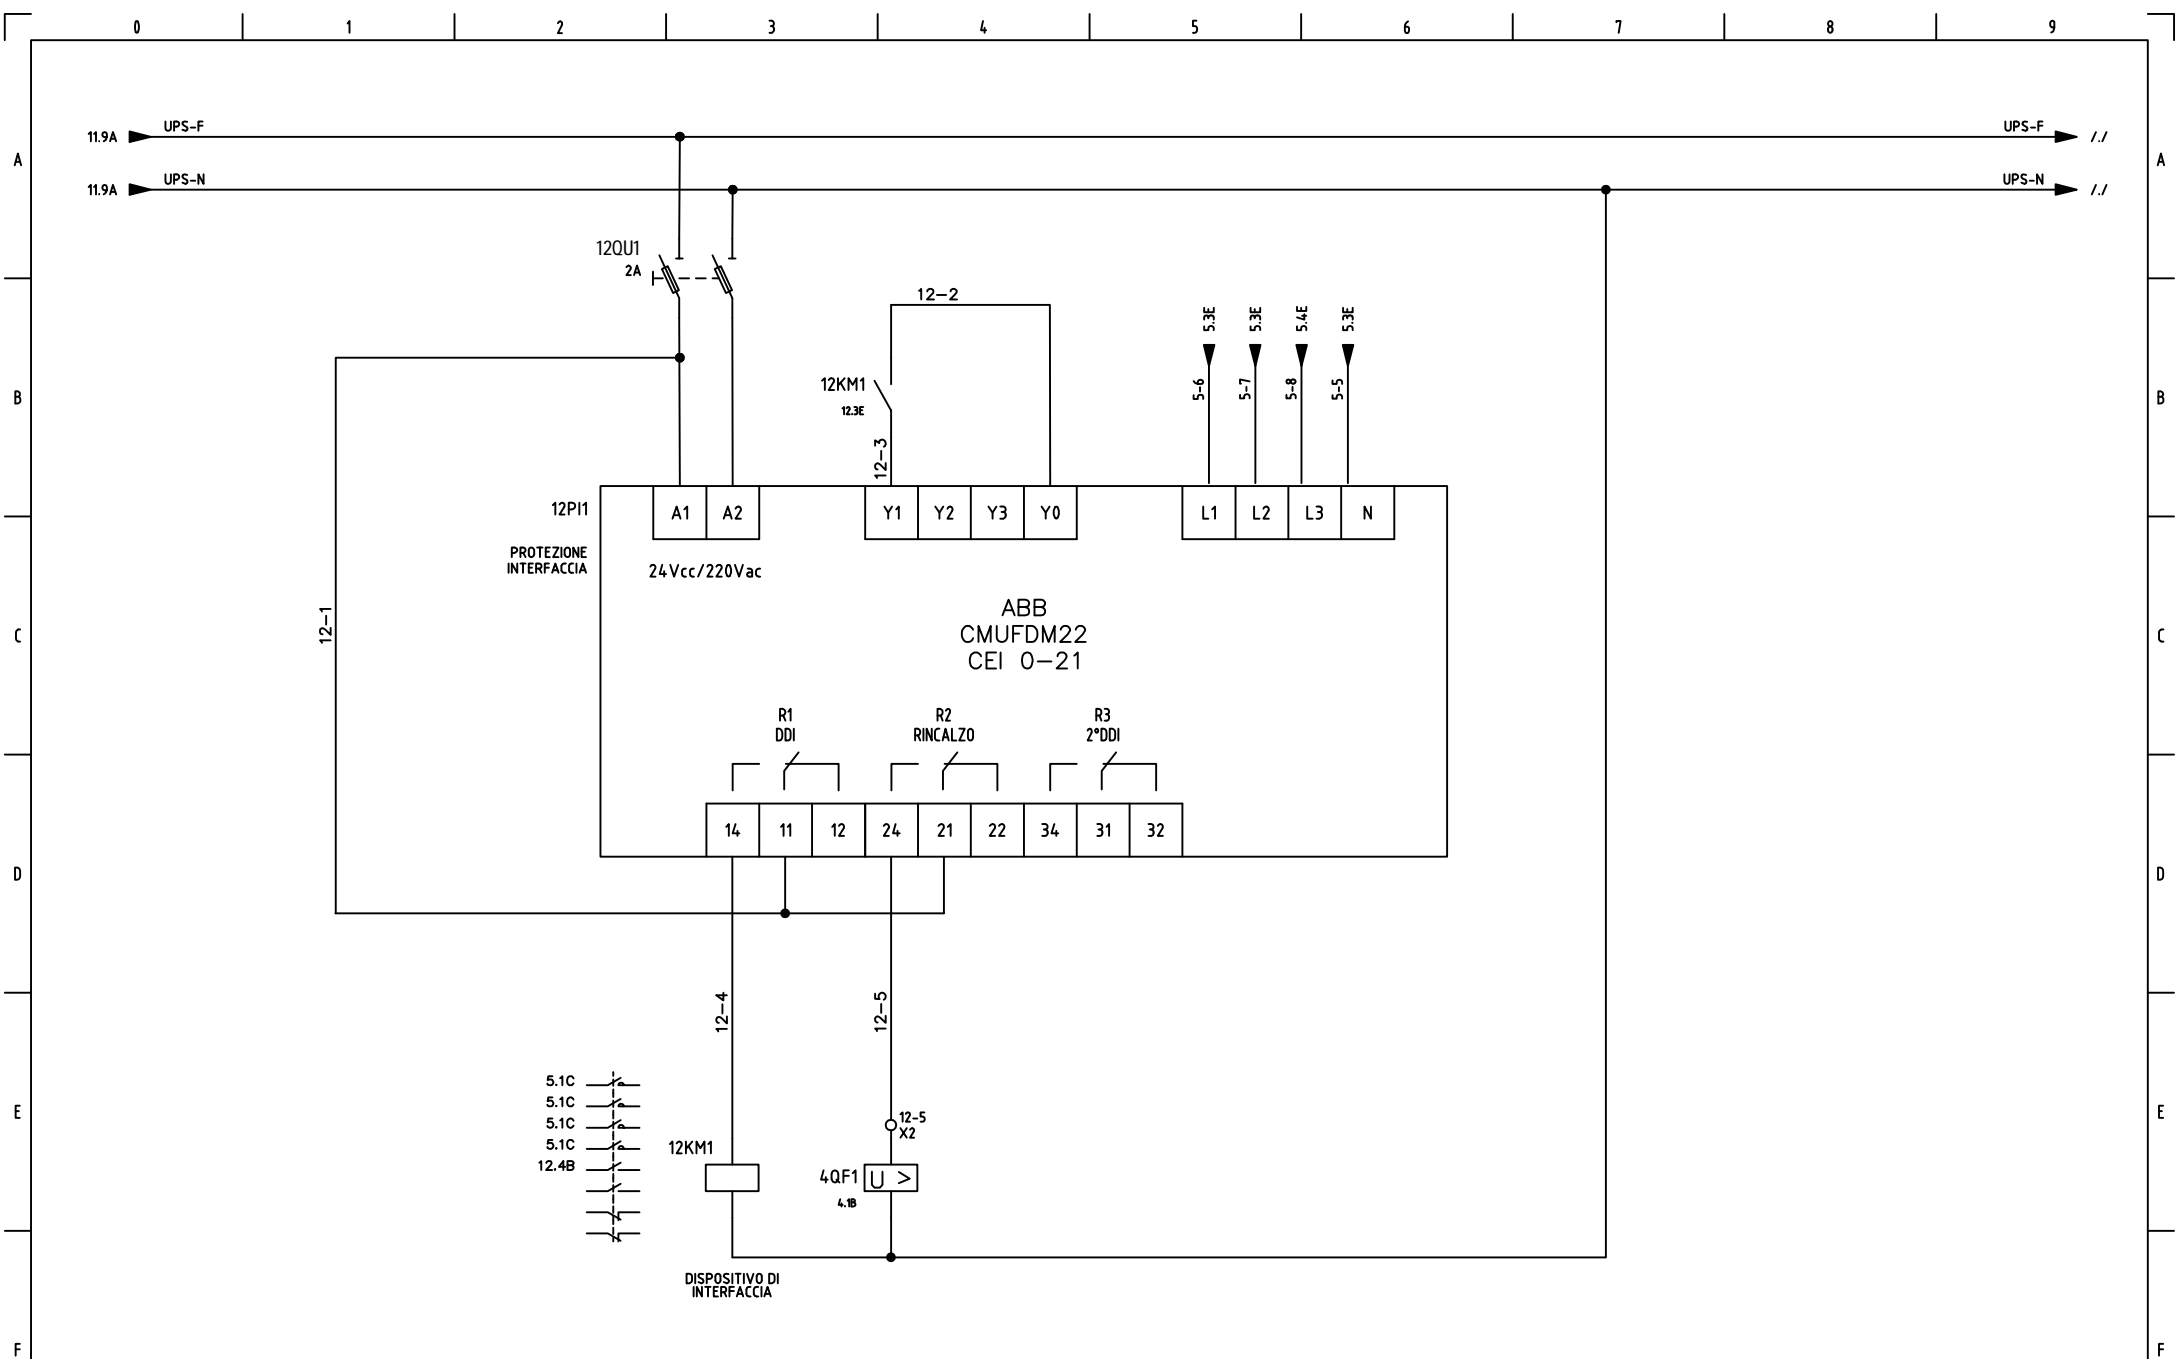 0 1 2 3 4 5 6 7 8 9
11.9A UPS-F UPS-F /./
A A
11.9A UPS-N UPS-N /./
12QU1
2A
12-2
5.3E 5.3E 5.4E 5.3E
12KM1
12.3E
5-6 5-7 5-8 5-5
B B
12-3
12PI1
A1 A2 Y1 Y2 Y3 Y0 L1 L2 L3 N
PROTEZIONE
INTERFACCIA
24Vcc/220Vac
ABB
CMUFDM22
CEI 0-21
12-1
C C
R1
DDI
R2
RINCALZO
R3
2°DDI
14 11 12 24 21 22 34 31 32
D D
12-4 12-5
5.1C
5.1C
5.1C
5.1C
12.4B
E E
12-5
X2
12KM1
4QF1
4.1B
U >
DISPOSITIVO DI
INTERFACCIA
F F